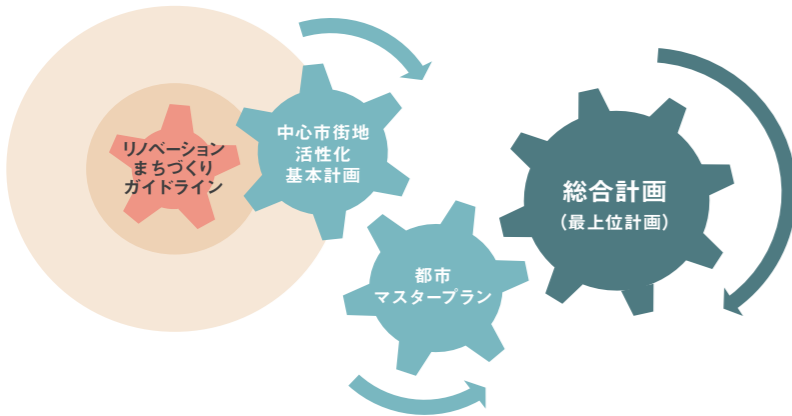 リノベーション
まちづくり
ガイドライン
中心市街地
活性化
基本計画
都市
マスタープラン
総合計画
(最上位計画)